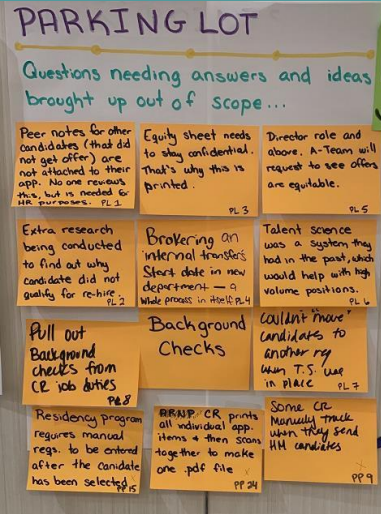 PARKING LOT
Questions needing answers and ideas
brought up out of scope...
Peer notes for other
candidates (that did
not get offer) are
not attached to their
app. No one reviews
this, but is needed for
HR purposes. PL 1
Equity sheet needs
to stay confidential.
That's why this is
printed.
PL 3
Director role and
above. A-Team will
request to see offers
are equitable.
PL 5
Extra research
being conducted
to find out why
candidate did not
qualify for re-hire.
PL 2
Brokering an
internal transfers
Start date in new
department — a
whole process in itself PL 4
Talent science
was a system they
had in the past, which
would help with high
volume positions.
PL 6
Pull out
Background
checks from
CR job duties
PL 8
Background
Checks
Couldn't "move"
candidates to
another req
when T.S. use
in place
PL 7
Residency program
requires manual
reqs. to be entered
after the canidate
has been selected
PP 15
ARNP CR prints
all individual app.
items + then scans
together to make
one .pdf file
PP 24
Some CR
Manually track
when they send
HM candiates
PP 9